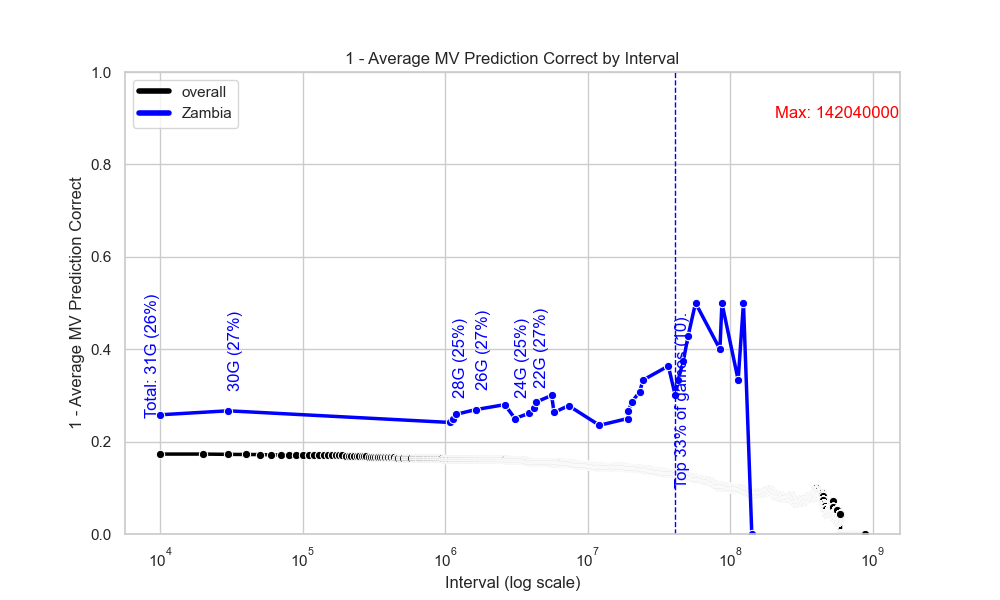 1 - Average MV Prediction Correct by Interval
1.0
0.8
0.6
0.4
0.2
0.0
1 - Average MV Prediction Correct
overall
Zambia
Max: 142040000
Total: 31G (26%)
30G (27%)
28G (25%)
26G (27%)
24G (25%)
22G (27%)
Top 33% of games (10):
10^4
10^5
10^6
10^7
10^8
10^9
Interval (log scale)